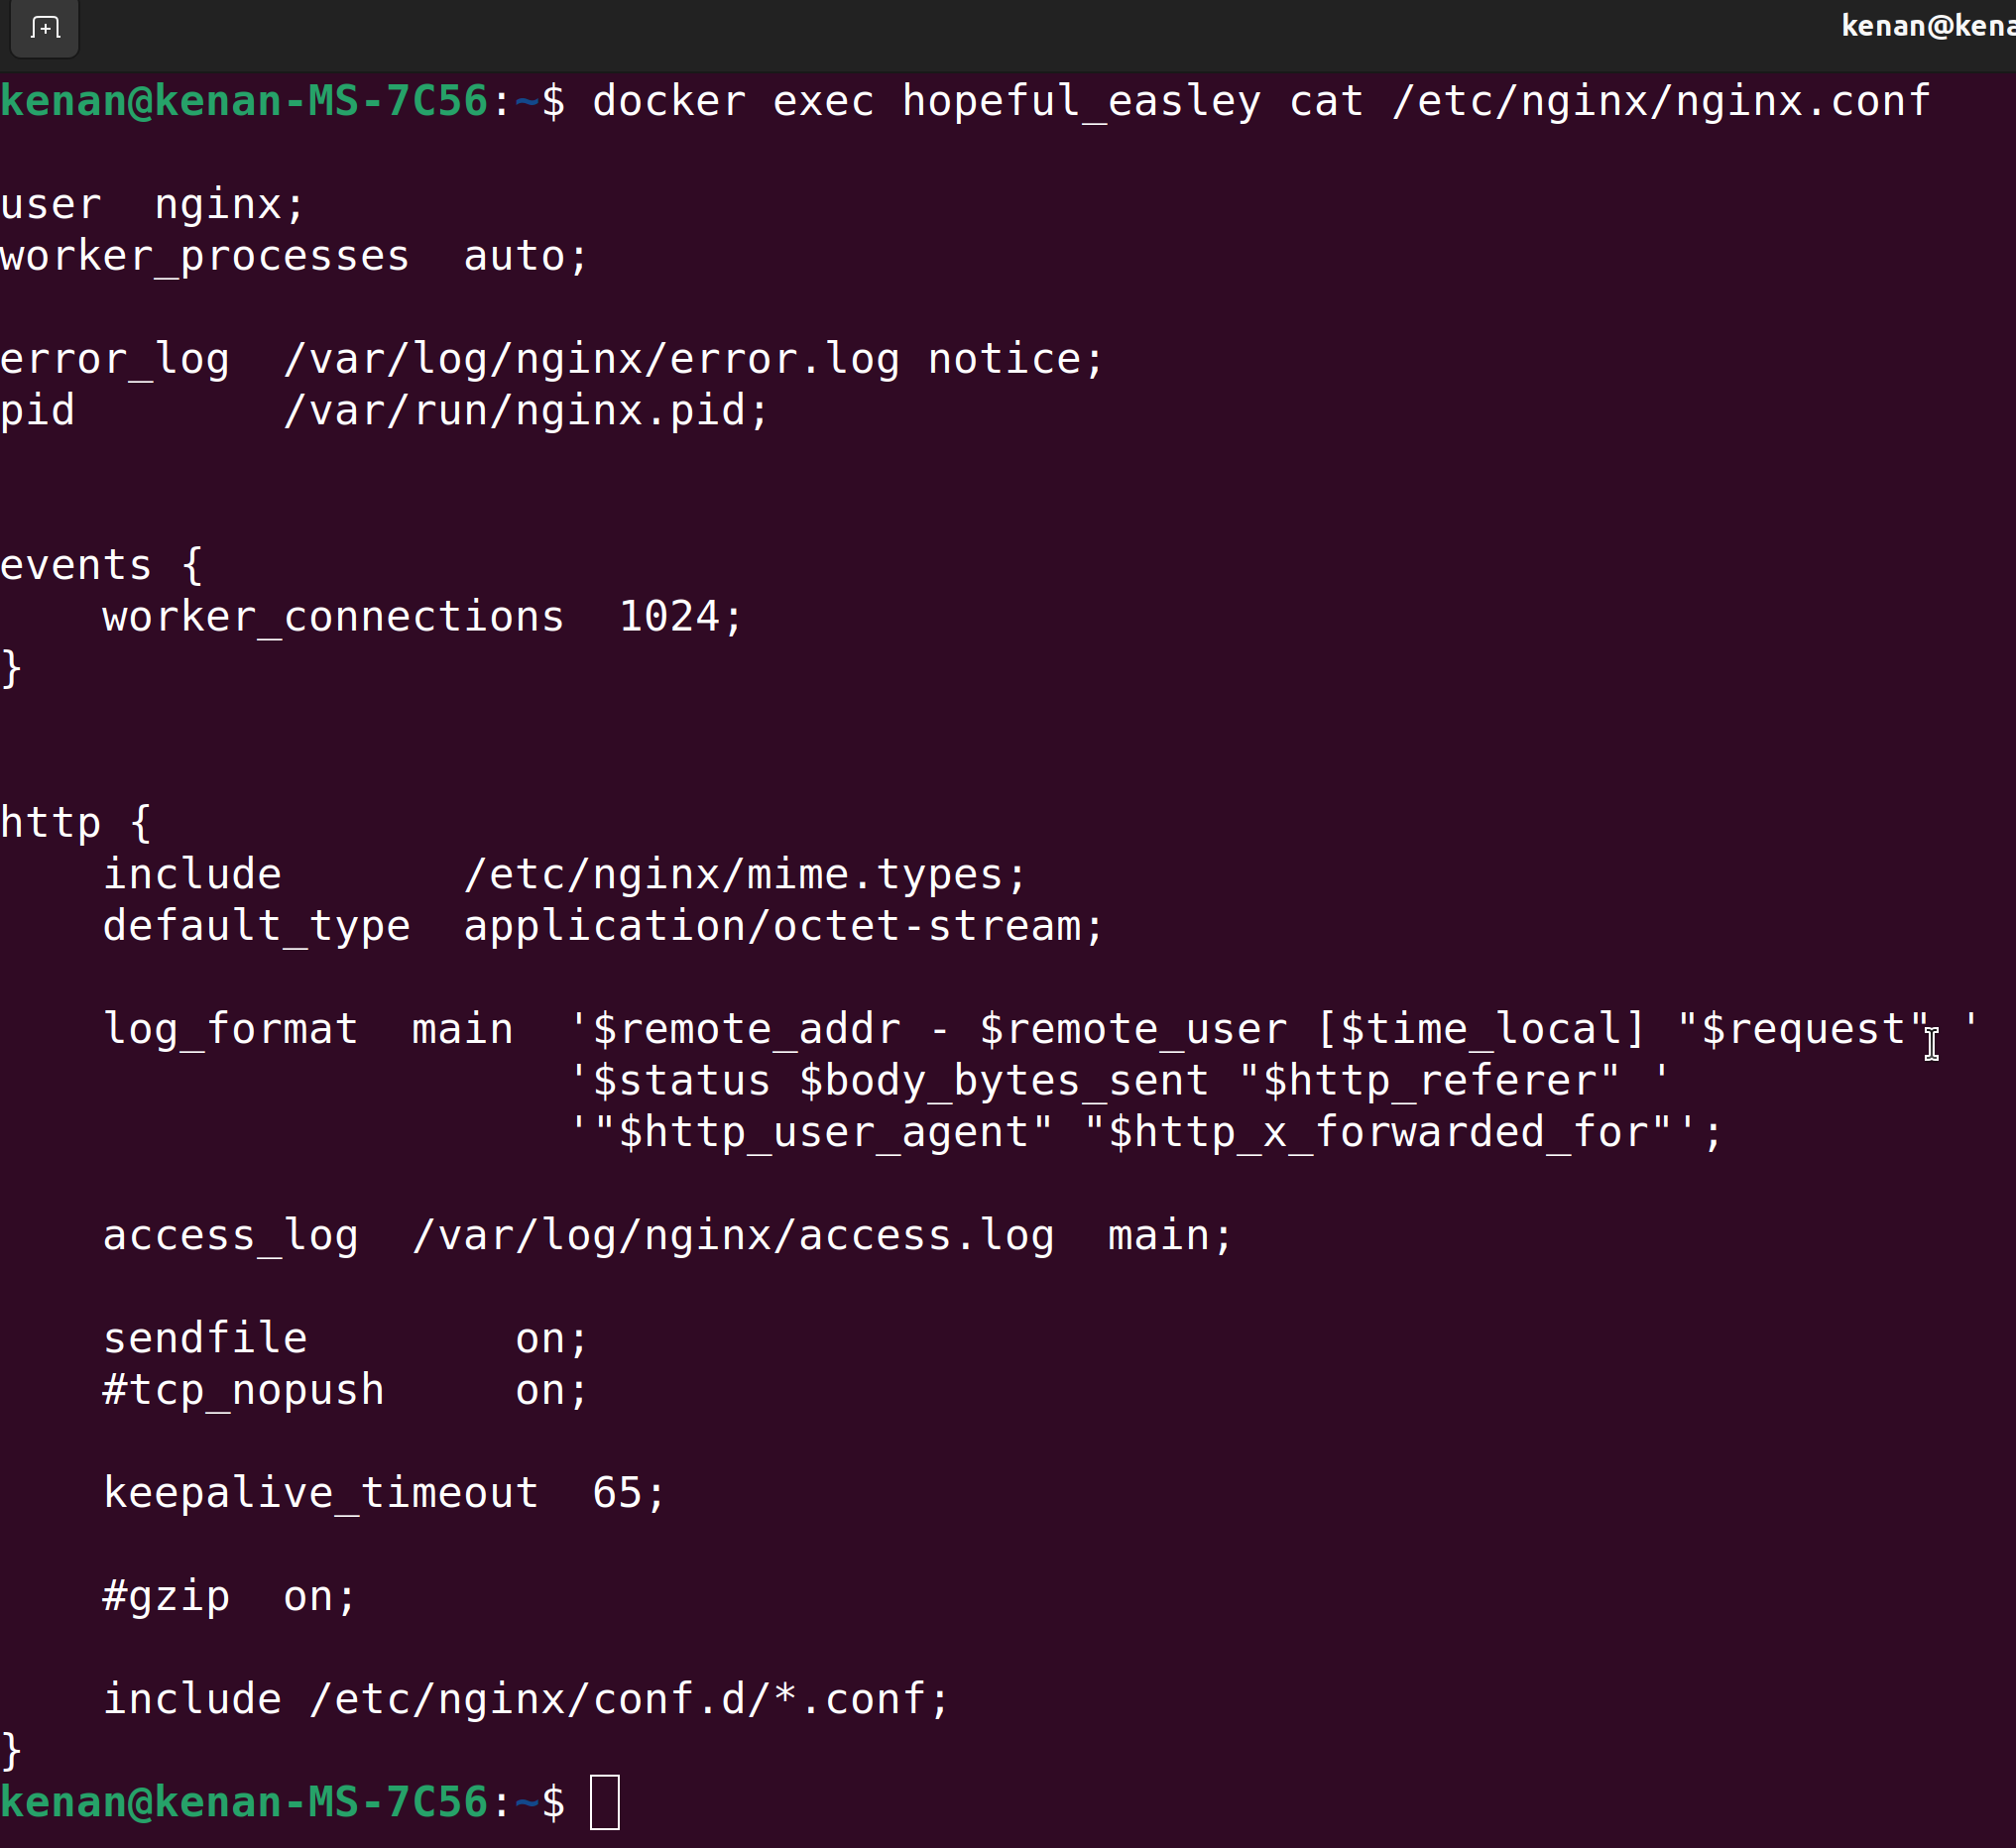 kenan@kena
kenan@kenan-MS-7C56:~$ docker exec hopeful_easley cat /etc/nginx/nginx.conf

user  nginx;
worker_processes  auto;

error_log  /var/log/nginx/error.log notice;
pid        /var/run/nginx.pid;


events {
    worker_connections  1024;
}


http {
    include       /etc/nginx/mime.types;
    default_type  application/octet-stream;

    log_format  main  '$remote_addr - $remote_user [$time_local] "$request" '
                      '$status $body_bytes_sent "$http_referer" '
                      '"$http_user_agent" "$http_x_forwarded_for"';

    access_log  /var/log/nginx/access.log  main;

    sendfile        on;
    #tcp_nopush     on;

    keepalive_timeout  65;

    #gzip  on;

    include /etc/nginx/conf.d/*.conf;
}
kenan@kenan-MS-7C56:~$